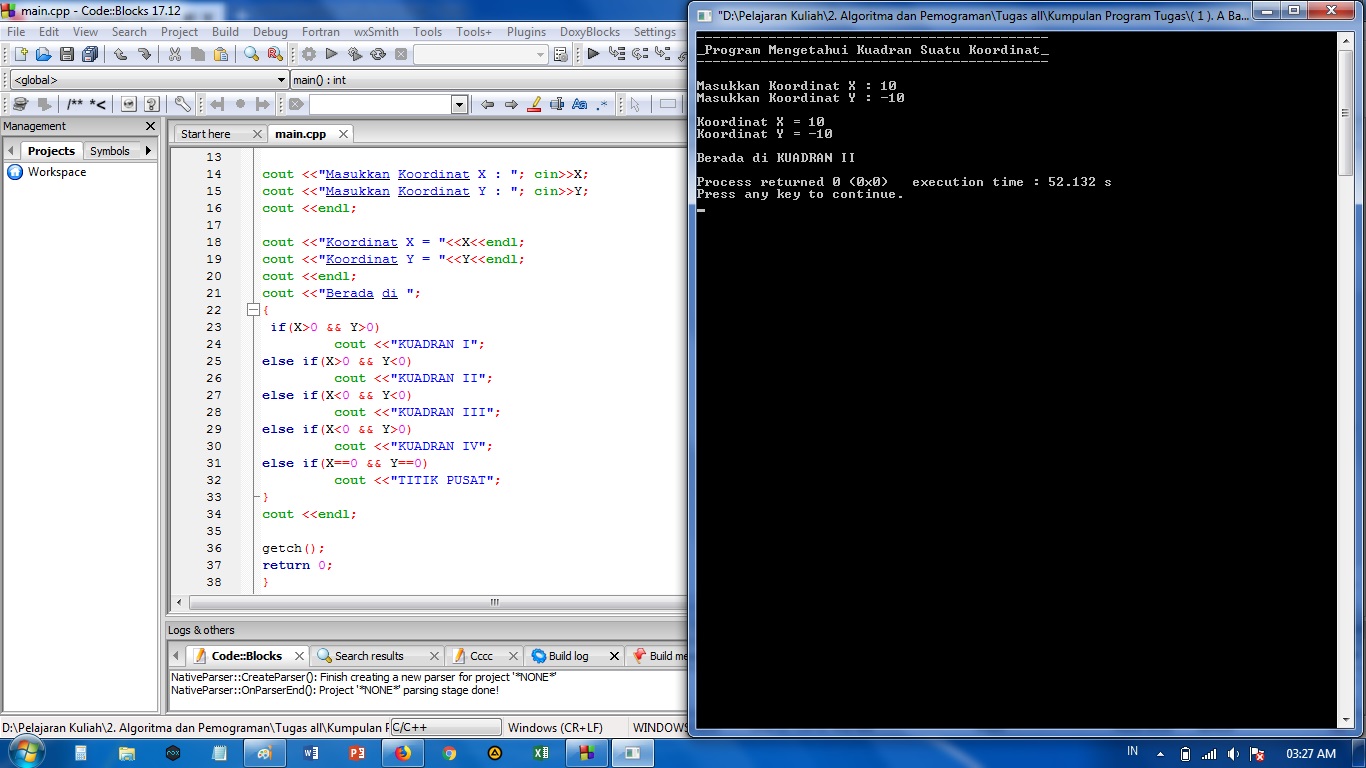 main.cpp - Code::Blocks 17.12
File Edit View Search Project Build Debug Fortran wxSmith Tools Tools+ Plugins DoxyBlocks Settings
<global> main() : int
/** *< Aa .*
Management
Projects Symbols
Workspace
Start here main.cpp
13
14 cout <<"Masukkan Koordinat X : "; cin>>X;
15 cout <<"Masukkan Koordinat Y : "; cin>>Y;
16 cout <<endl;
17
18 cout <<"Koordinat X = "<<X<<endl;
19 cout <<"Koordinat Y = "<<Y<<endl;
20 cout <<endl;
21 cout <<"Berada di ";
22 {
23 if(X>0 && Y>0)
24 cout <<"KUADRAN I";
25 else if(X>0 && Y<0)
26 cout <<"KUADRAN II";
27 else if(X<0 && Y<0)
28 cout <<"KUADRAN III";
29 else if(X<0 && Y>0)
30 cout <<"KUADRAN IV";
31 else if(X==0 && Y==0)
32 cout <<"TITIK PUSAT";
33 }
34 cout <<endl;
35
36 getch();
37 return 0;
38 }
Logs & others
Code::Blocks Search results Cccc Build log Build me
NativeParser::CreateParser(): Finish creating a new parser for project '*NONE*'
NativeParser::OnParserEnd(): Project '*NONE*' parsing stage done!
D:\Pelajaran Kuliah\2. Algoritma dan Pemograman\Tugas all\Kumpulan P C/C++ Windows (CR+LF) WINDOWS
"D:\Pelajaran Kuliah\2. Algoritma dan Pemograman\Tugas all\Kumpulan Program Tugas\( 1 ). A Ba...
--------------------------------------------
_Program Mengetahui Kuadran Suatu Koordinat_
--------------------------------------------
Masukkan Koordinat X : 10
Masukkan Koordinat Y : -10
Koordinat X = 10
Koordinat Y = -10
Berada di KUADRAN II
Process returned 0 (0x0) execution time : 52.132 s
Press any key to continue.
IN 03:27 AM